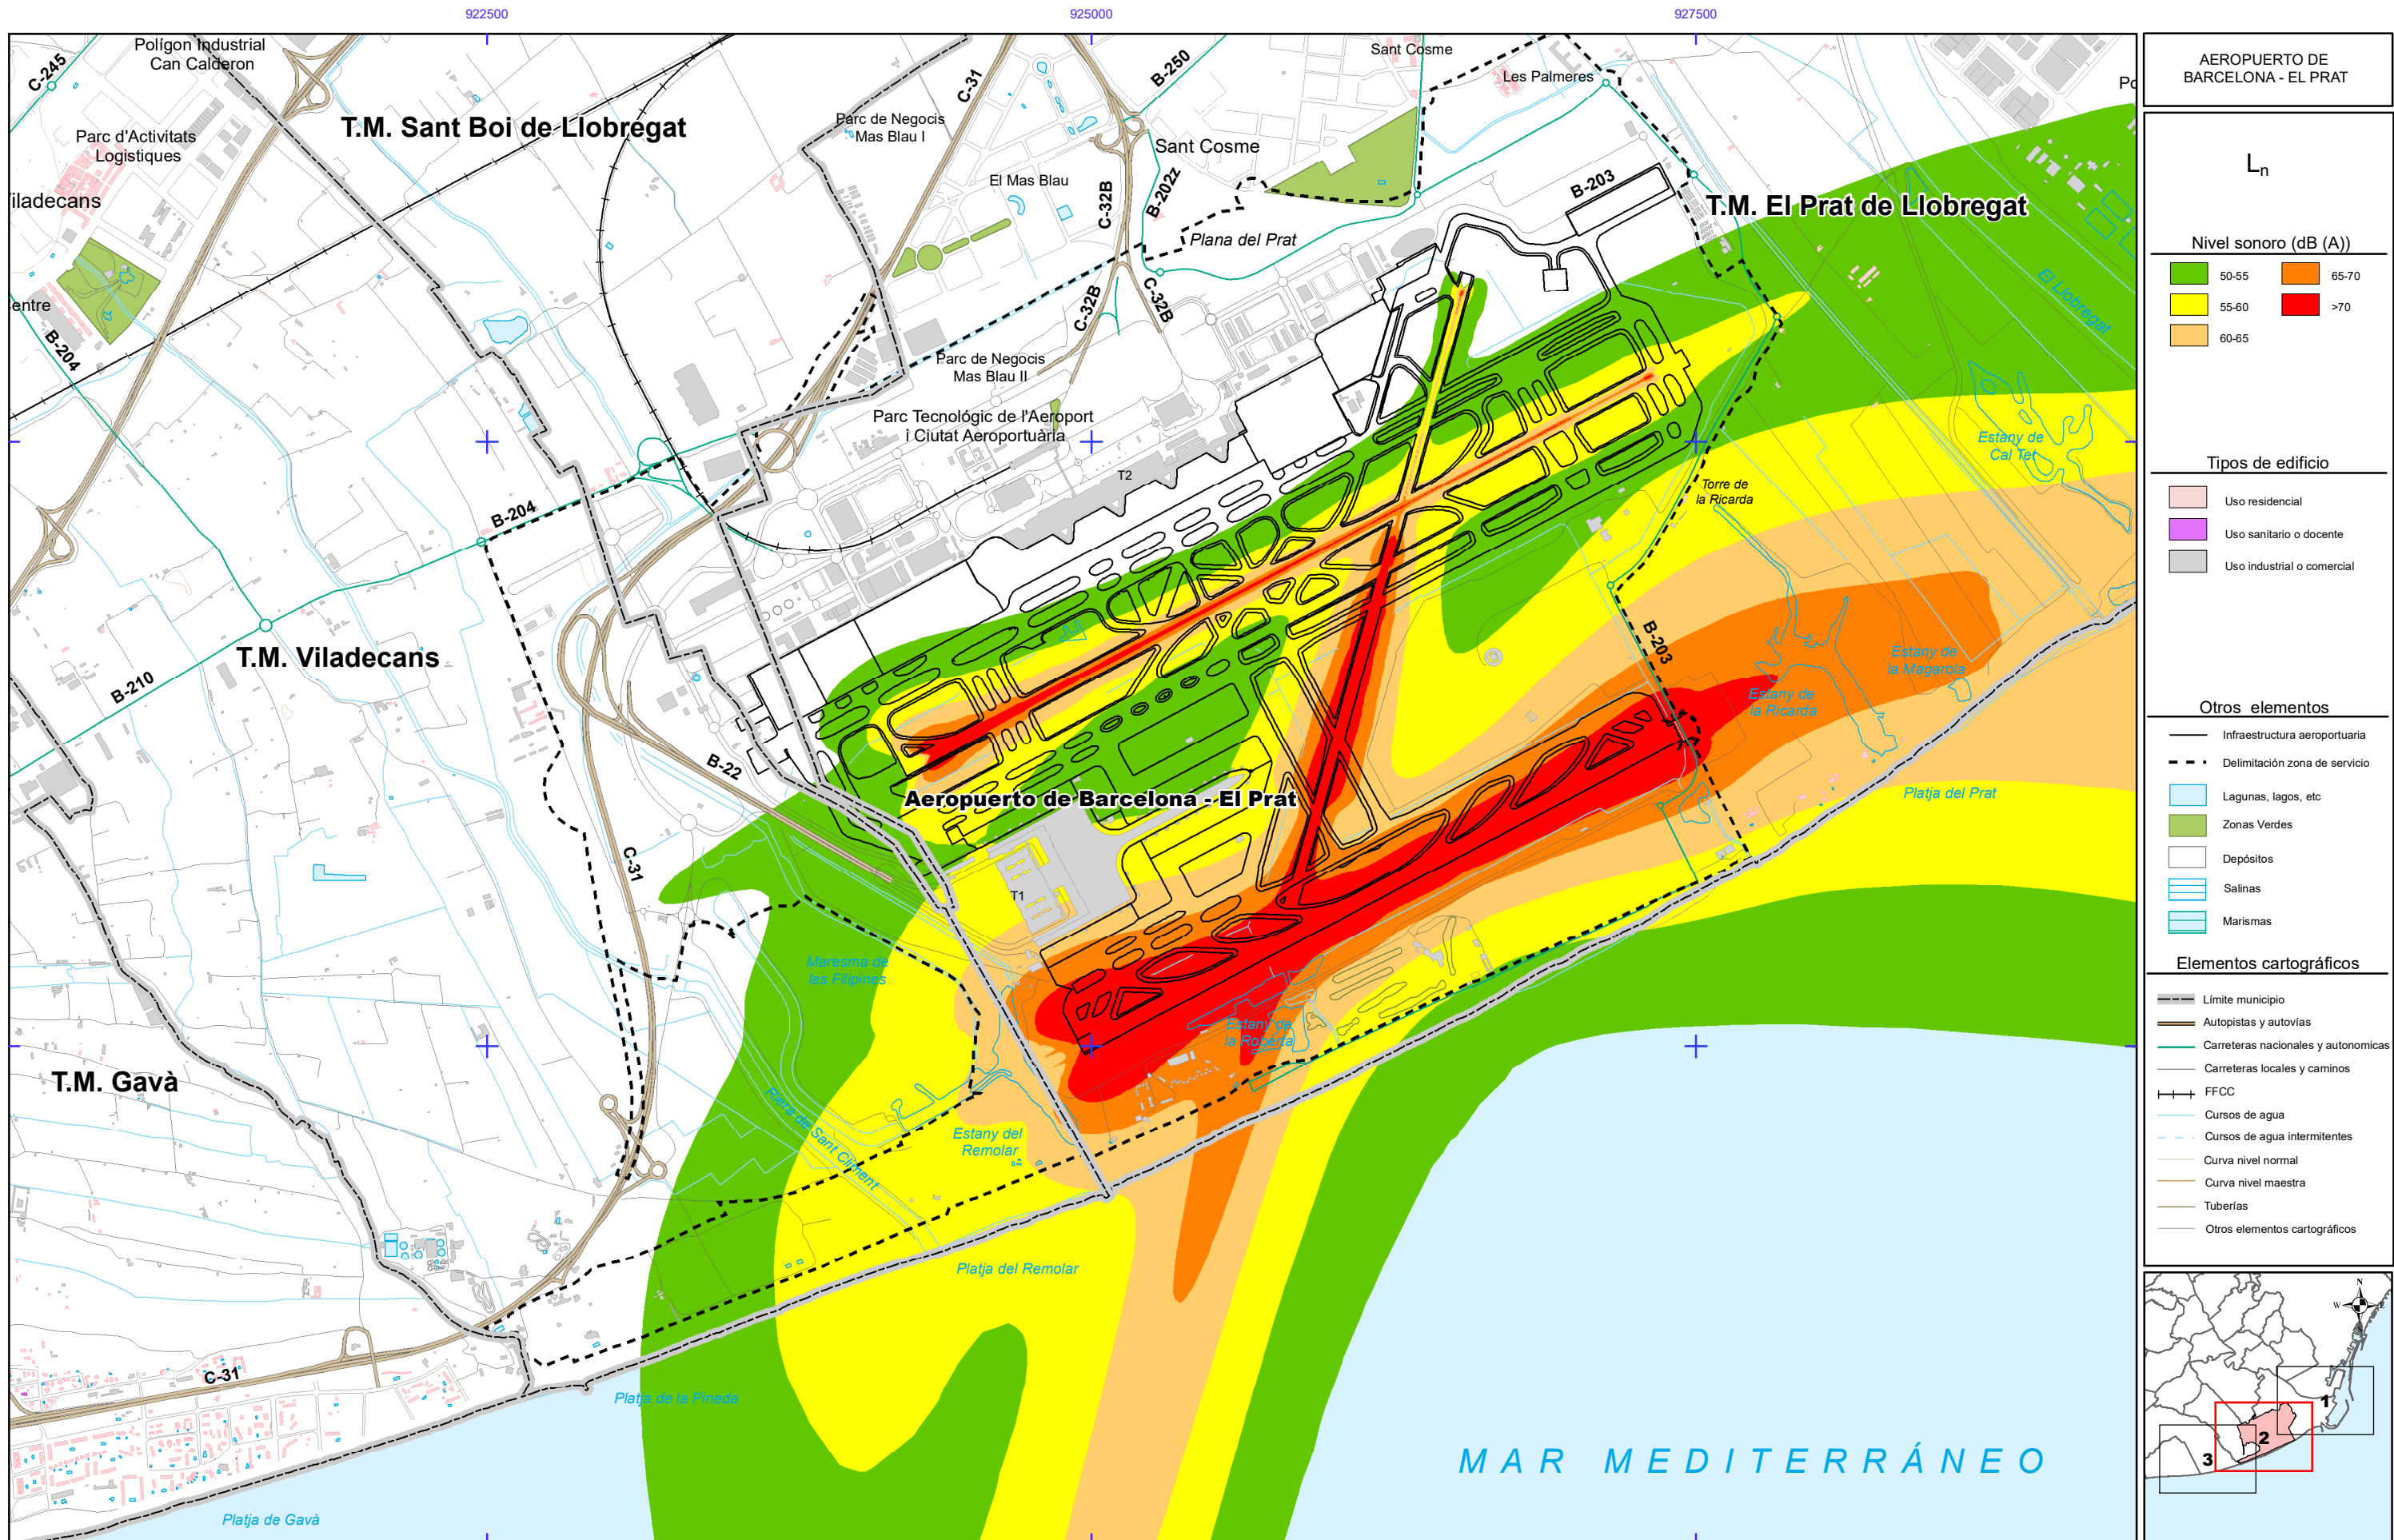 922500
925000
927500
Polígon Industrial
Can Calderon
C-245
Parc d'Activitats
Logistiques
iladecans
entre
B-204
T.M. Sant Boi de Llobregat
Parc de Negocis
Mas Blau I
C-31
B-250
Sant Cosme
Les Palmeres
Po
Sant Cosme
El Mas Blau
C-32B
B-202z
B-203
T.M. El Prat de Llobregat
Plana del Prat
El Llobregat
C-32B
C-32B
Parc de Negocis
Mas Blau II
Parc Tecnológic de l'Aeroport
i Ciutat Aeroportuària
T2
Estany de
Cal Tet
Torre de
la Ricarda
B-204
B-210
T.M. Viladecans
B-203
Estany de
la Magarola
Estany de
la Ricarda
B-22
Aeropuerto de Barcelona - El Prat
Platja del Prat
C-31
T1
Maresma de
les Filipines
Estany de
la Roberta
T.M. Gavà
Riera de Sant Climent
Estany del
Remolar
Platja del Remolar
C-31
Platja de la Pineda
MAR MEDITERRÁNEO
Platja de Gavà
AEROPUERTO DE
BARCELONA - EL PRAT
Ln
Nivel sonoro (dB (A))
50-55
65-70
55-60
>70
60-65
Tipos de edificio
Uso residencial
Uso sanitario o docente
Uso industrial o comercial
Otros elementos
Infraestructura aeroportuaria
Delimitación zona de servicio
Lagunas, lagos, etc
Zonas Verdes
Depósitos
Salinas
Marismas
Elementos cartográficos
Límite municipio
Autopistas y autovías
Carreteras nacionales y autonomicas
Carreteras locales y caminos
FFCC
Cursos de agua
Cursos de agua intermitentes
Curva nivel normal
Curva nivel maestra
Tuberías
Otros elementos cartográficos
N
W
E
1
2
3